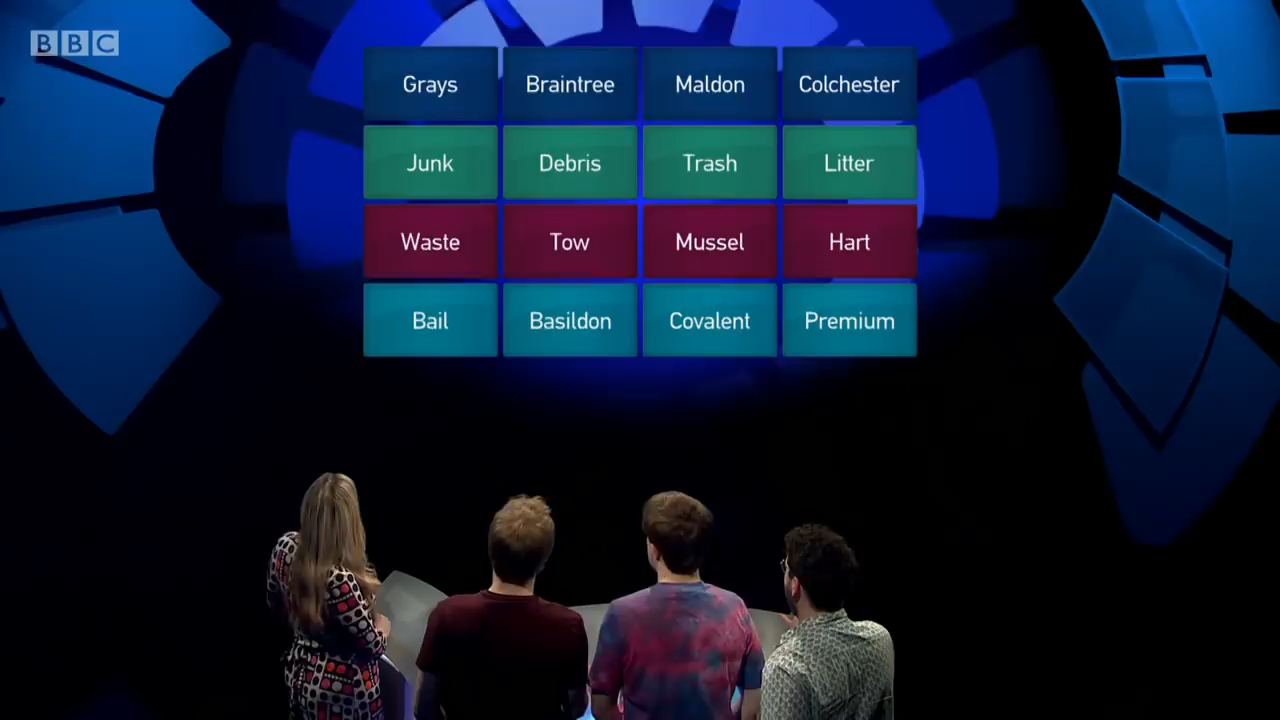 BBC
Grays Braintree Maldon Colchester
Junk Debris Trash Litter
Waste Tow Mussel Hart
Bail Basildon Covalent Premium